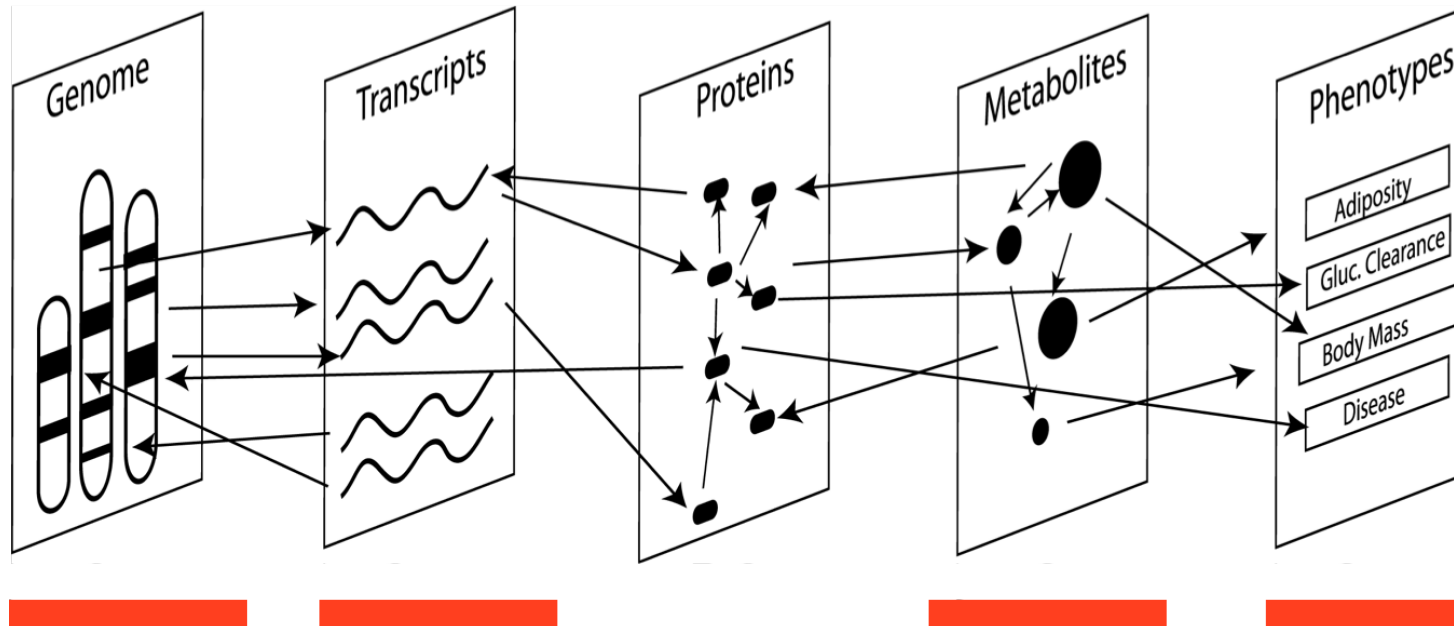 Genome
Transcripts
Proteins
Metabolites
Phenotypes
Adiposity
Gluc. Clearance
Body Mass
Disease